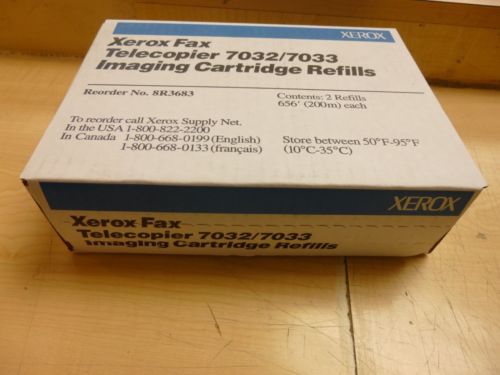 XEROX
Xerox Fax
Telecopier 7032/7033
Imaging Cartridge Refills
Reorder No. 8R3683
Contents: 2 Refills
656' (200m) each
To reorder call Xerox Supply Net.
In the USA 1-800-822-2200
In Canada 1-800-668-0199 (English)
1-800-668-0133 (français)
Store between 50°F-95°F
(10°C-35°C)
XEROX
Xerox Fax
Telecopier 7032/7033
Imaging Cartridge Refills